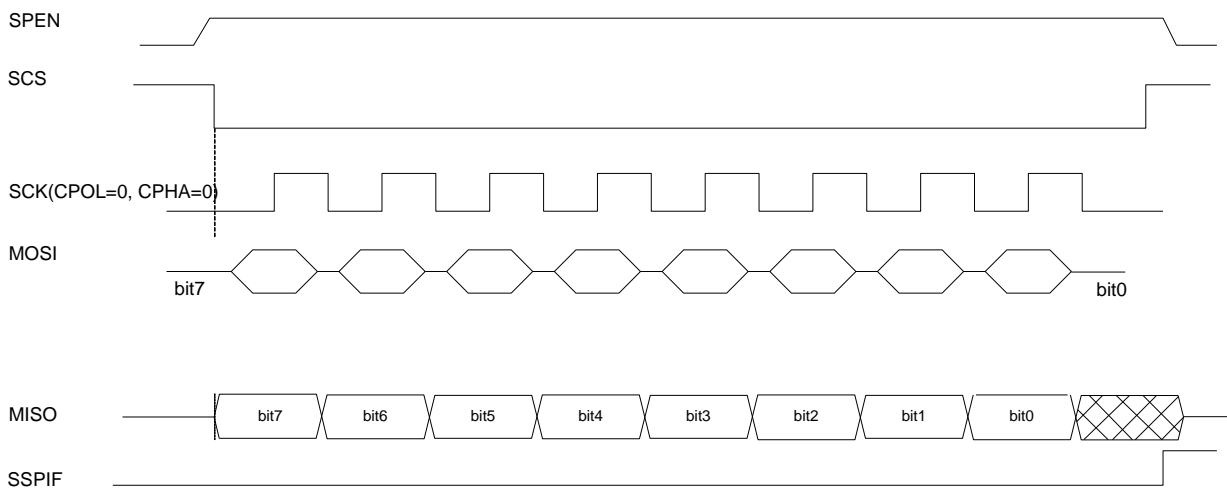 SPEN
SCS
SCK(CPOL=0, CPHA=0)
MOSI
bit7
bit0
MISO
bit7
bit6
bit5
bit4
bit3
bit2
bit1
bit0
SSPIF